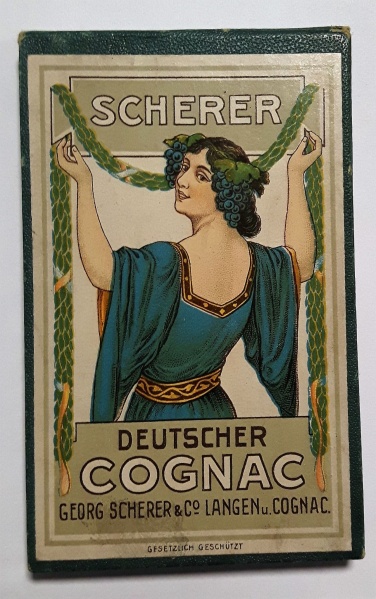 SCHERER
DEUTSCHER
COGNAC
GEORG SCHERER & Co LANGEN u. COGNAC.
GESETZLICH GESCHÜTZT